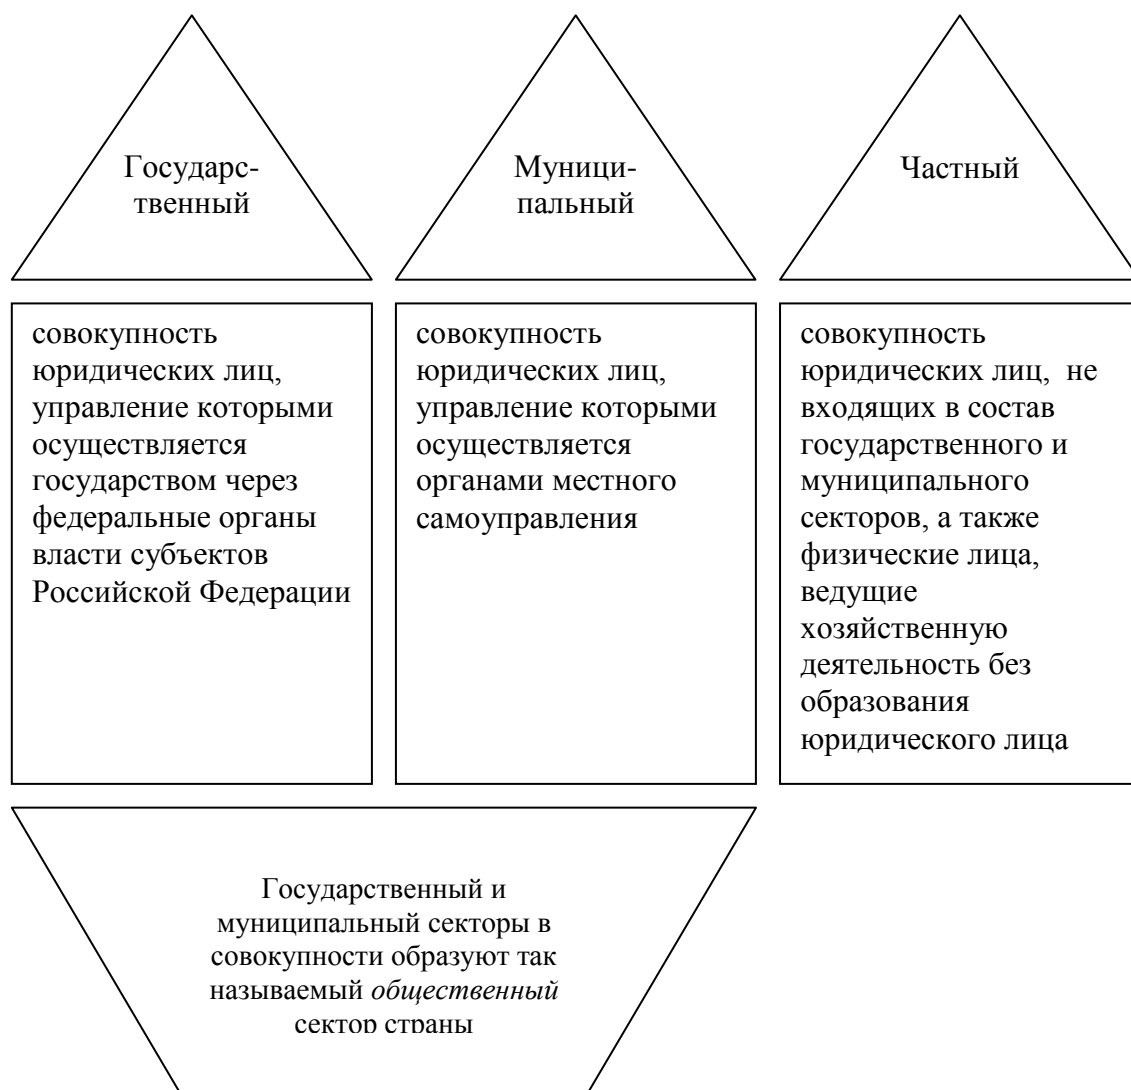 Государс-
твенный
Муници-
пальный
Частный
совокупность
юридических лиц,
управление которыми
осуществляется
государством через
федеральные органы
власти субъектов
Российской Федерации
совокупность
юридических лиц,
управление которыми
осуществляется
органами местного
самоуправления
совокупность
юридических лиц, не
входящих в состав
государственного и
муниципального
секторов, а также
физические лица,
ведущие
хозяйственную
деятельность без
образования
юридического лица
Государственный и
муниципальный секторы в
совокупности образуют так
называемый общественный
сектор страны